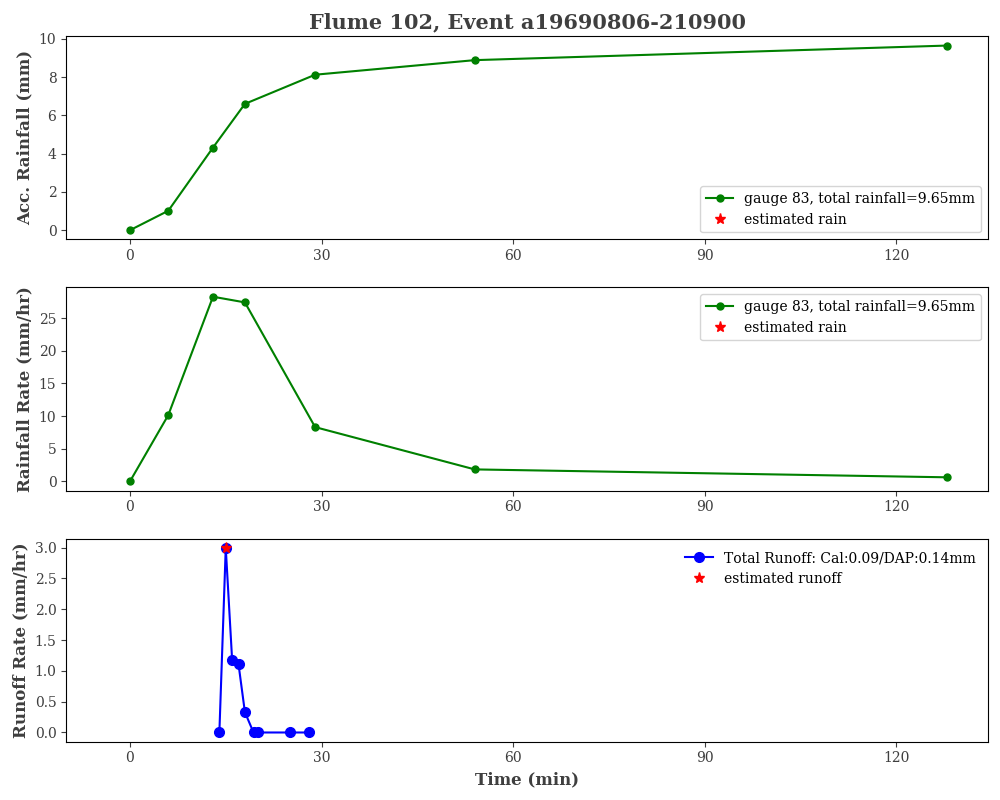 Flume 102, Event a19690806-210900
Acc. Rainfall (mm)
10
8
6
4
2
0
gauge 83, total rainfall=9.65mm
estimated rain
0 30 60 90 120
Rainfall Rate (mm/hr)
25
20
15
10
5
0
gauge 83, total rainfall=9.65mm
estimated rain
0 30 60 90 120
Runoff Rate (mm/hr)
3.0
2.5
2.0
1.5
1.0
0.5
0.0
Total Runoff: Cal:0.09/DAP:0.14mm
estimated runoff
0 30 60 90 120
Time (min)